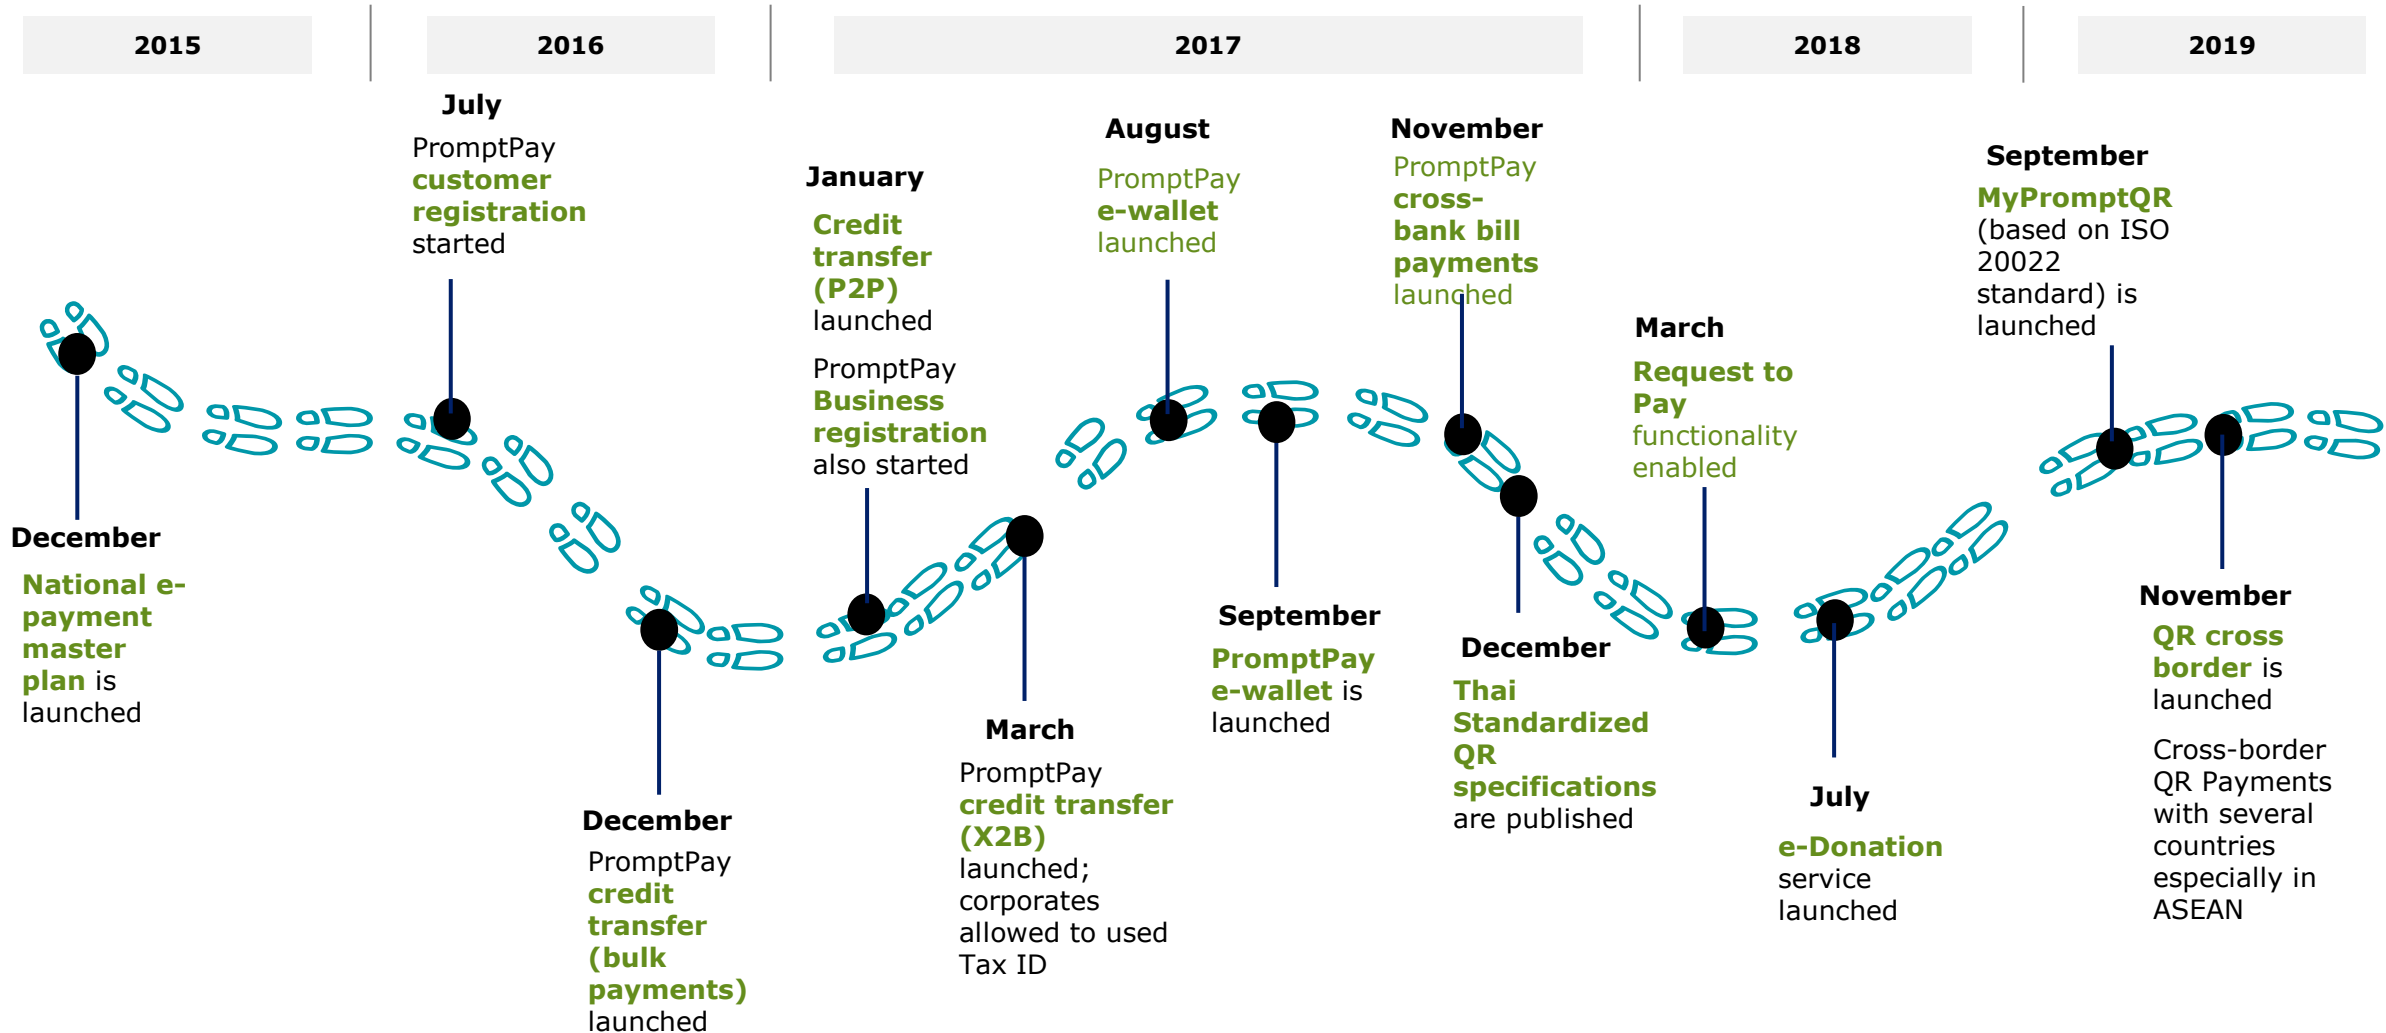 2015
2016
2017
2018
2019
December
National e-
payment
master
plan is
launched
July
PromptPay
customer
registration
started
December
PromptPay
credit
transfer
(bulk
payments)
launched
January
Credit
transfer
(P2P)
launched
PromptPay
Business
registration
also started
March
PromptPay
credit transfer
(X2B)
launched;
corporates
allowed to used
Tax ID
August
PromptPay
e-wallet
launched
September
PromptPay
e-wallet is
launched
November
PromptPay
cross-
bank bill
payments
launched
December
Thai
Standardized
QR
specifications
are published
March
Request to
Pay
functionality
enabled
July
e-Donation
service
launched
September
MyPromptQR
(based on ISO
20022
standard) is
launched
November
QR cross
border is
launched
Cross-border
QR Payments
with several
countries
especially in
ASEAN